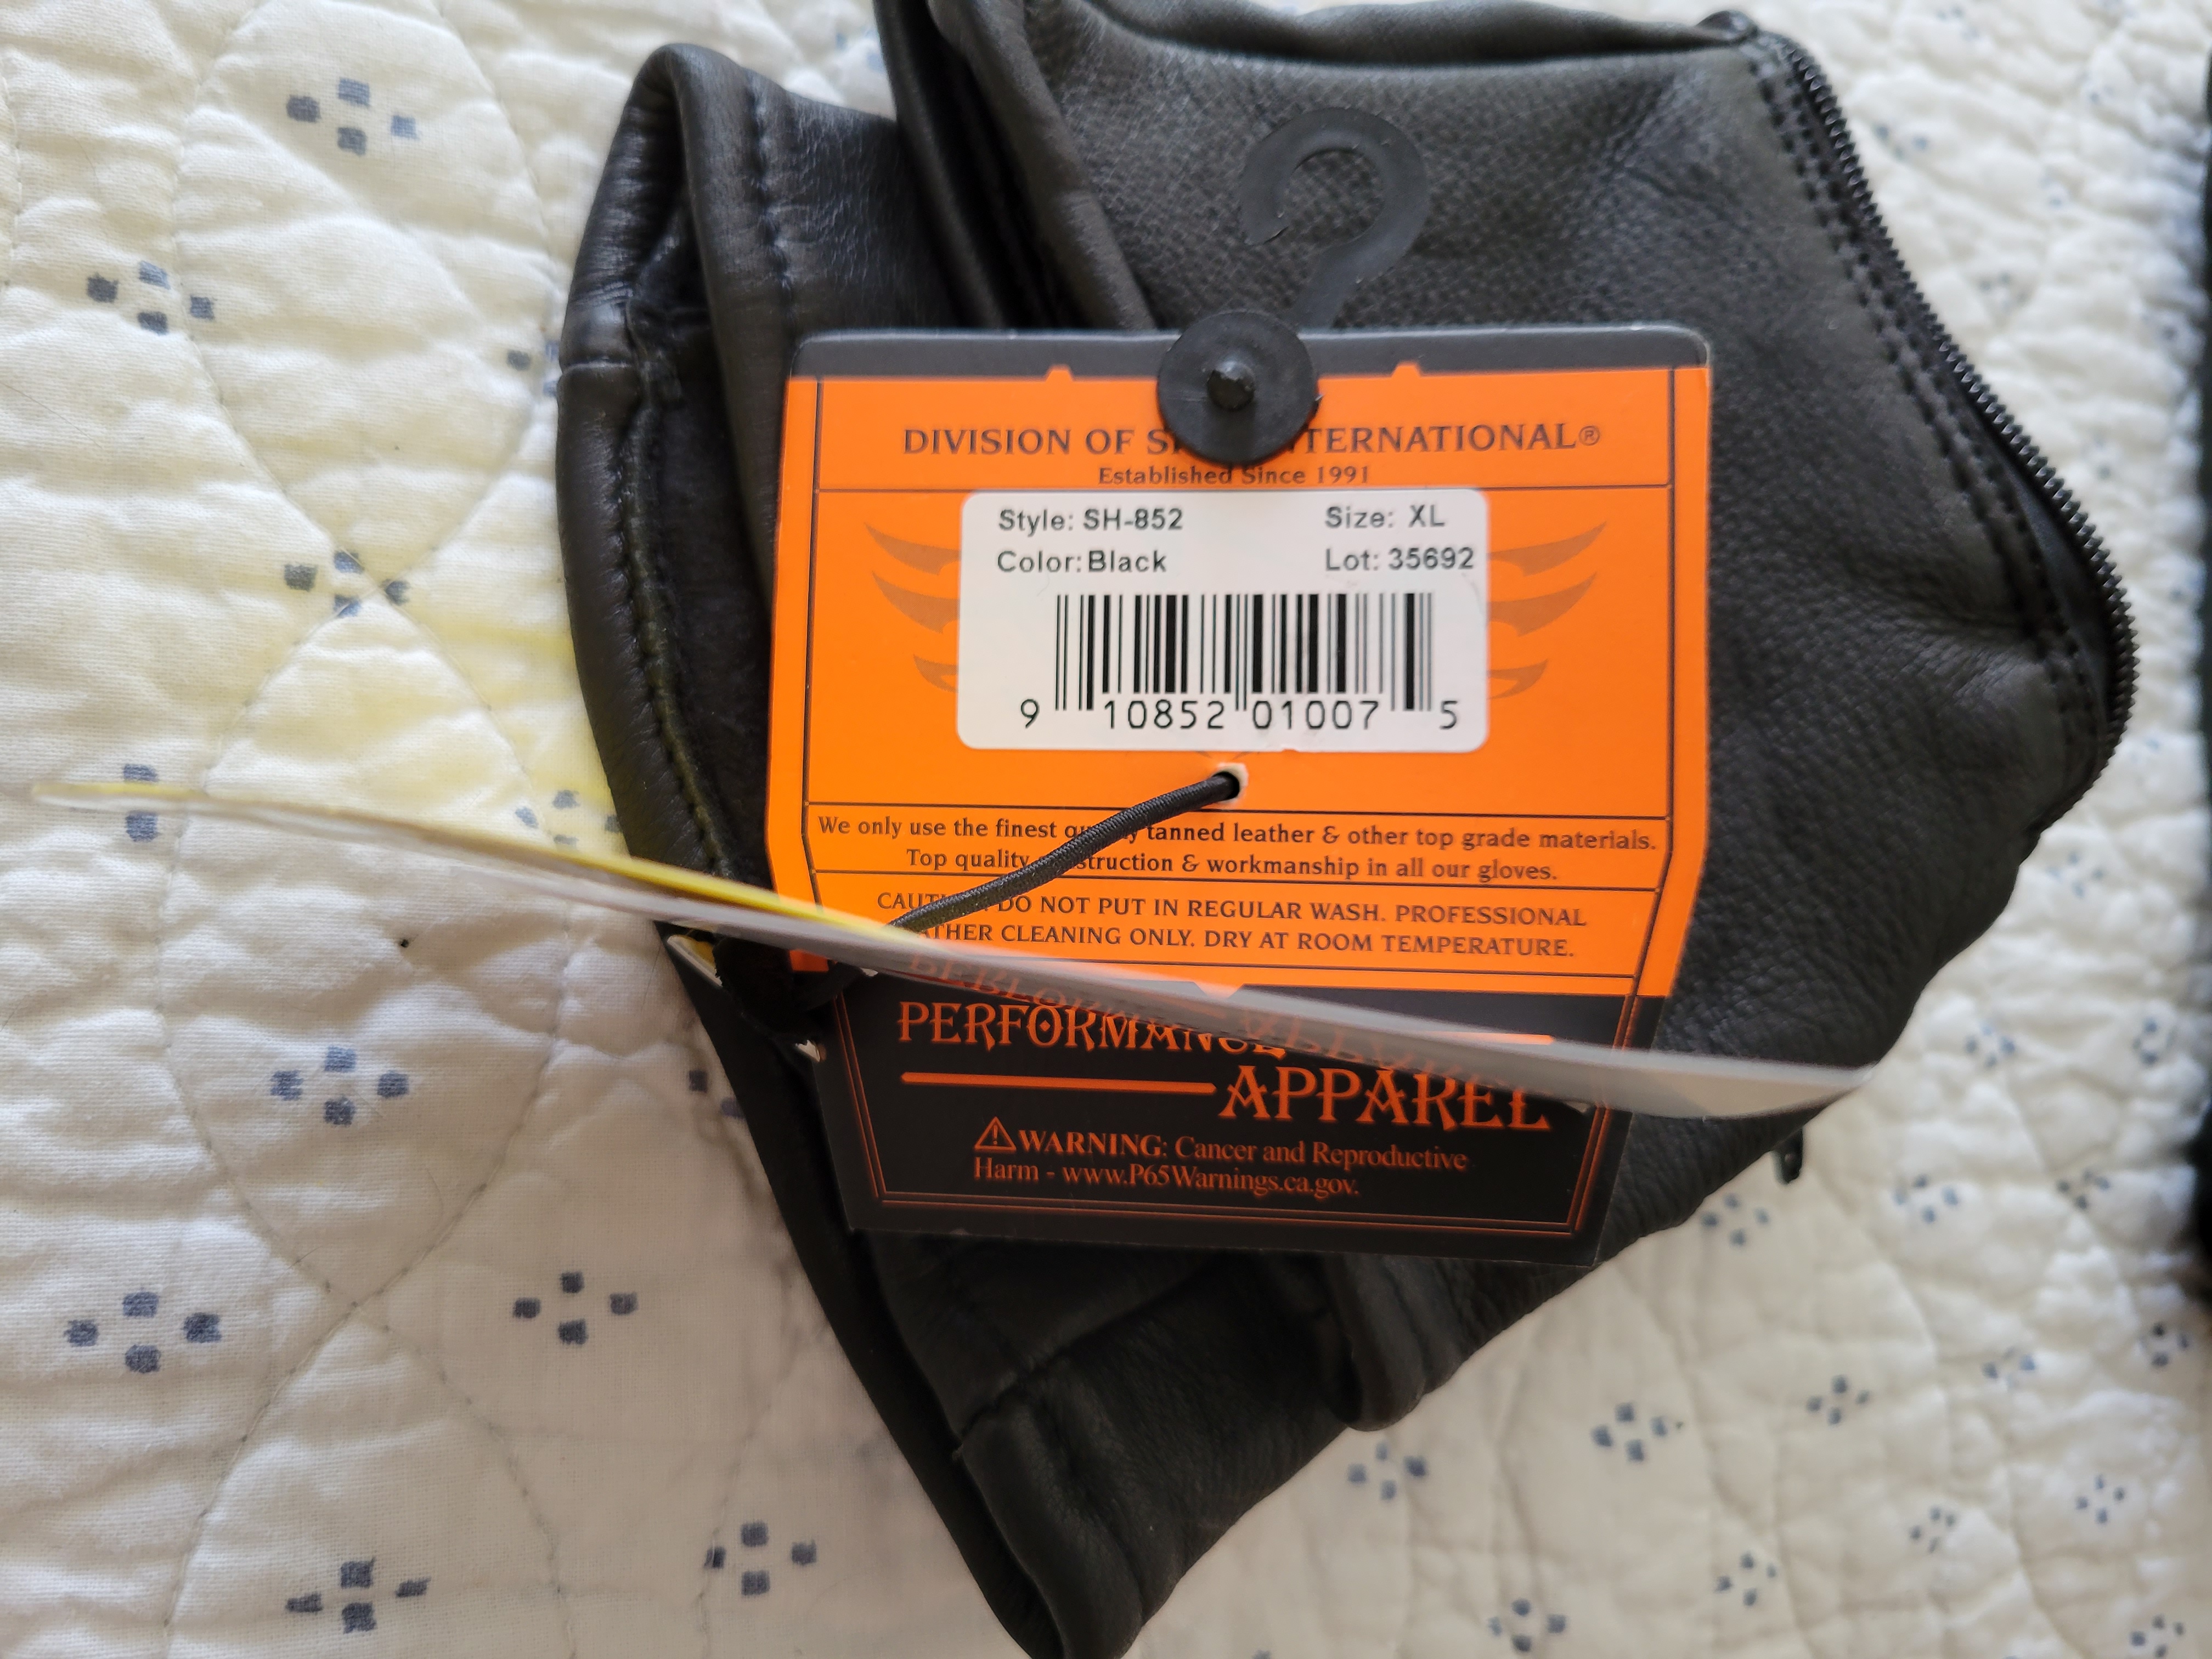 DIVISION OF INTERNATIONAL®
Established Since 1991
Style: SH-852 Size: XL
Color: Black Lot: 35692
9 10852 01007 5
We only use the finest tanned leather & other top grade materials.
Top quality & workmanship in all our gloves.
DO NOT PUT IN REGULAR WASH. PROFESSIONAL
CLEANING ONLY. DRY AT ROOM TEMPERATURE.
PERFORMANCE
APPAREL
WARNING: Cancer and Reproductive
Harm - www.P65Warnings.ca.gov.